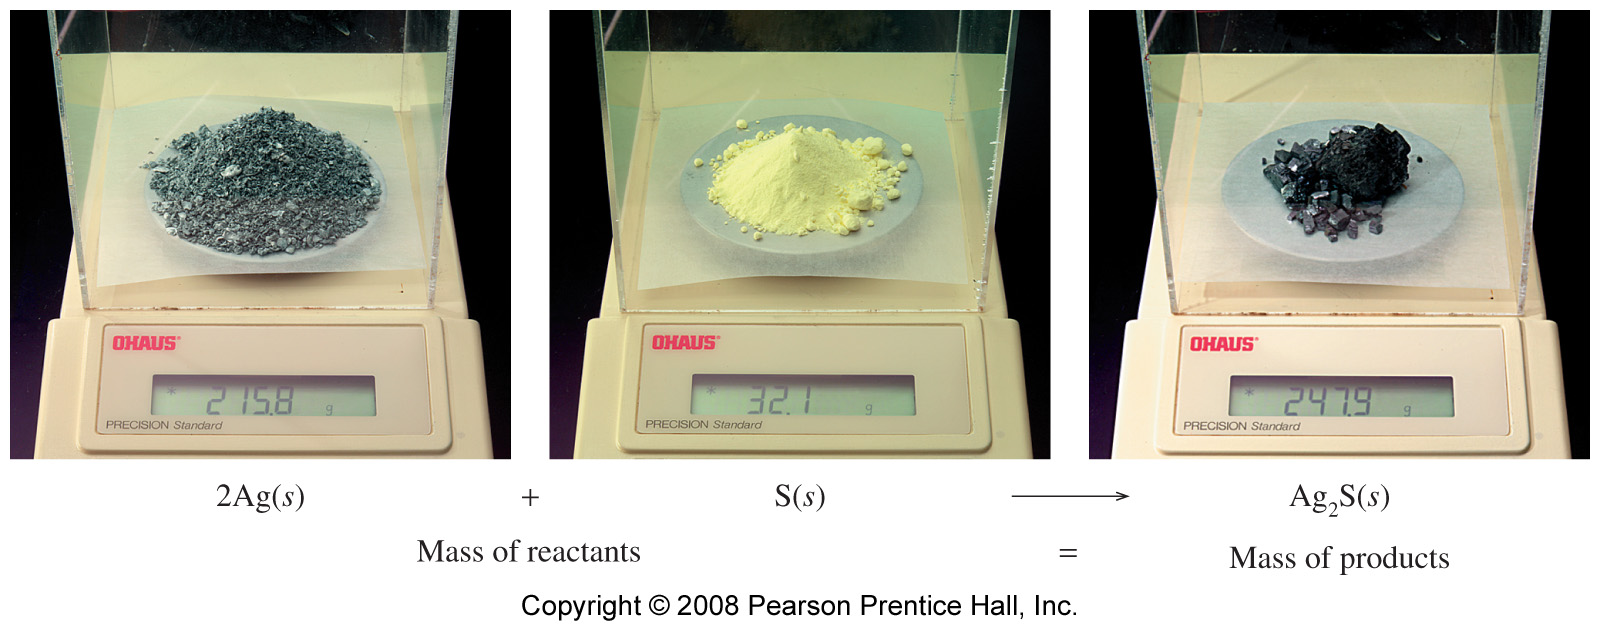 OHAUS®
* 215.8 g
PRECISION Standard
OHAUS®
* 32.1 g
PRECISION Standard
OHAUS®
* 247.9 g
PRECISION Standard
2Ag(s) + S(s) ⟶ Ag₂S(s)
Mass of reactants = Mass of products
Copyright © 2008 Pearson Prentice Hall, Inc.